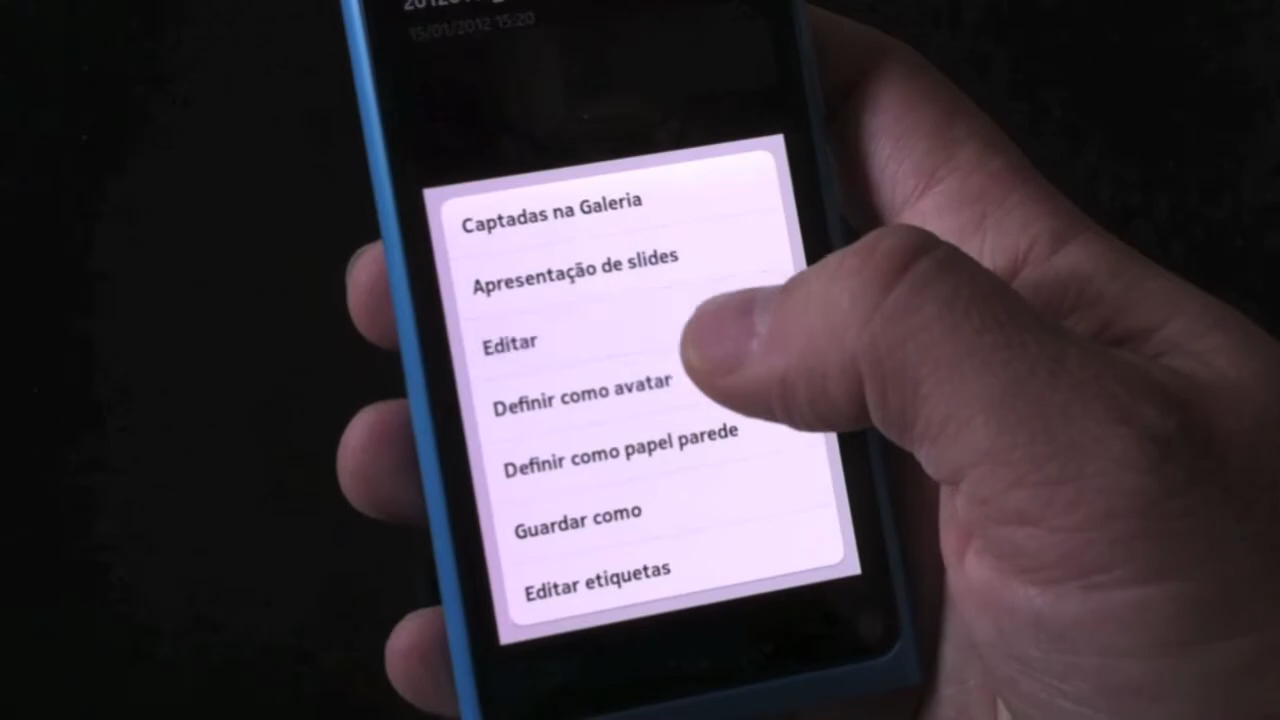 15/01/2012 15:20
Captadas na Galeria
Apresentação de slides
Editar
Definir como avatar
Definir como papel parede
Guardar como
Editar etiquetas